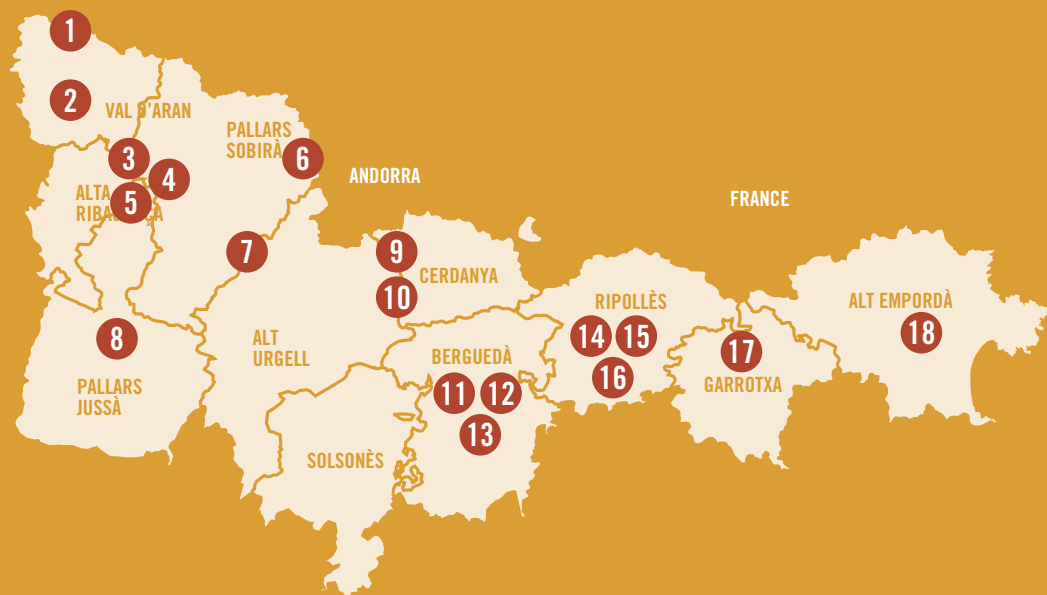 1
2
VAL D'ARAN
PALLARS
SOBIRÀ
3
4
6
ANDORRA
FRANCE
ALTA
RIBAGORÇA
5
7
9
CERDANYA
10
RIPOLLÈS
ALT EMPORDÀ
8
ALT
URGELL
BERGUEDÀ
14
15
17
18
16
GARROTXA
PALLARS
JUSSÀ
11
12
13
SOLSONÈS